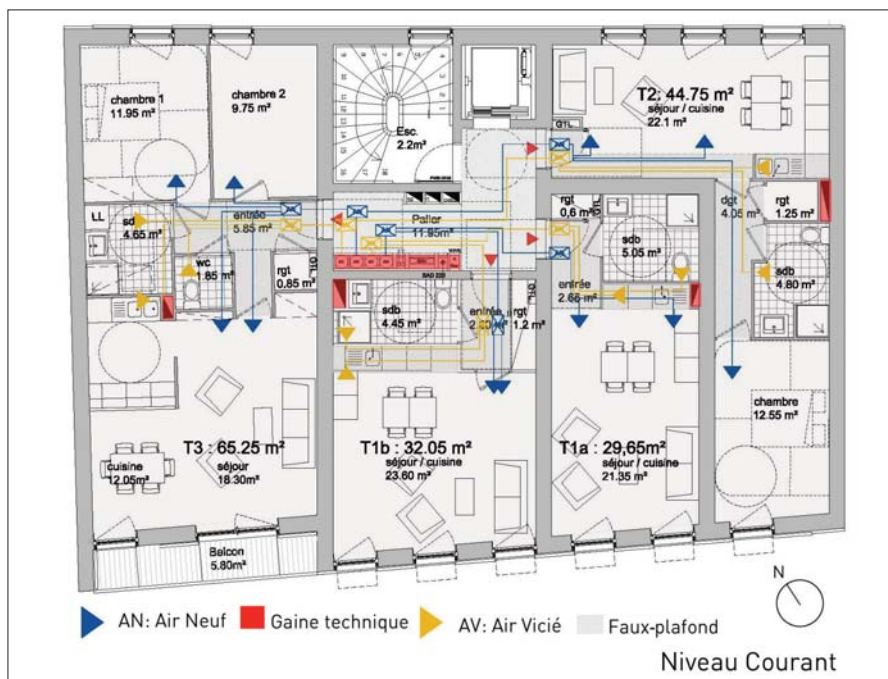 chambre 1
11.95 m²
chambre 2
9.75 m²
Esc.
2.2m²
T2: 44.75 m²
séjour / cuisine
22.1 m²
GTL
LL
sdb
4.65 m²
entrée
5.85 m²
wc
1.85 m²
rgt
0,85 m²
GTL
Palier
11.95 m²
rgt
0,6 m²
GTL
sdb
5.05 m²
dgt
4.05 m²
rgt
1.25 m²
sdb
4.80 m²
sdb
4.45 m²
entrée
rgt
1.2 m²
GTL
entrée
2.65 m²
chambre
12.55 m²
T3 : 65.25 m²
cuisine
12.05m²
séjour
18.30m²
T1b : 32.05 m²
séjour / cuisine
23.60 m²
T1a : 29,65m²
séjour / cuisine
21.35 m²
Balcon
5.80m²
N
AN: Air Neuf
Gaine technique
AV: Air Vicié
Faux-plafond
Niveau Courant